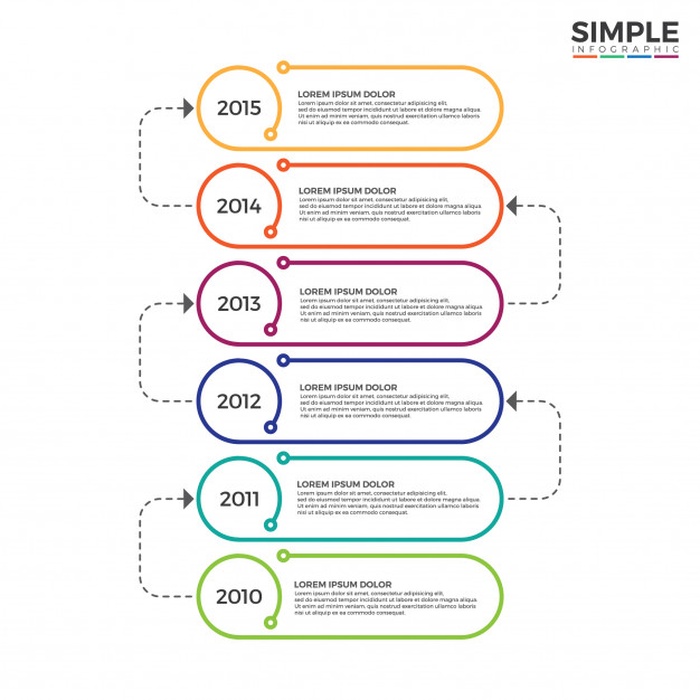 SIMPLE
INFOGRAPHIC
2015
LOREM IPSUM DOLOR
Lorem ipsum dolor sit amet, consectetur adipisicing elit,
sed do eiusmod tempor incididunt ut labore et dolore magna aliqua.
Ut enim ad minim veniam, quis nostrud exercitation ullamco laboris nisi
ut aliquip ex ea commodo consequat.
2014
LOREM IPSUM DOLOR
Lorem ipsum dolor sit amet, consectetur adipisicing elit,
sed do eiusmod tempor incididunt ut labore et dolore magna aliqua.
Ut enim ad minim veniam, quis nostrud exercitation ullamco laboris nisi
ut aliquip ex ea commodo consequat.
2013
LOREM IPSUM DOLOR
Lorem ipsum dolor sit amet, consectetur adipisicing elit,
sed do eiusmod tempor incididunt ut labore et dolore magna aliqua.
Ut enim ad minim veniam, quis nostrud exercitation ullamco laboris nisi
ut aliquip ex ea commodo consequat.
2012
LOREM IPSUM DOLOR
Lorem ipsum dolor sit amet, consectetur adipisicing elit,
sed do eiusmod tempor incididunt ut labore et dolore magna aliqua.
Ut enim ad minim veniam, quis nostrud exercitation ullamco laboris nisi
ut aliquip ex ea commodo consequat.
2011
LOREM IPSUM DOLOR
Lorem ipsum dolor sit amet, consectetur adipisicing elit,
sed do eiusmod tempor incididunt ut labore et dolore magna aliqua.
Ut enim ad minim veniam, quis nostrud exercitation ullamco laboris nisi
ut aliquip ex ea commodo consequat.
2010
LOREM IPSUM DOLOR
Lorem ipsum dolor sit amet, consectetur adipisicing elit,
sed do eiusmod tempor incididunt ut labore et dolore magna aliqua.
Ut enim ad minim veniam, quis nostrud exercitation ullamco laboris nisi
ut aliquip ex ea commodo consequat.